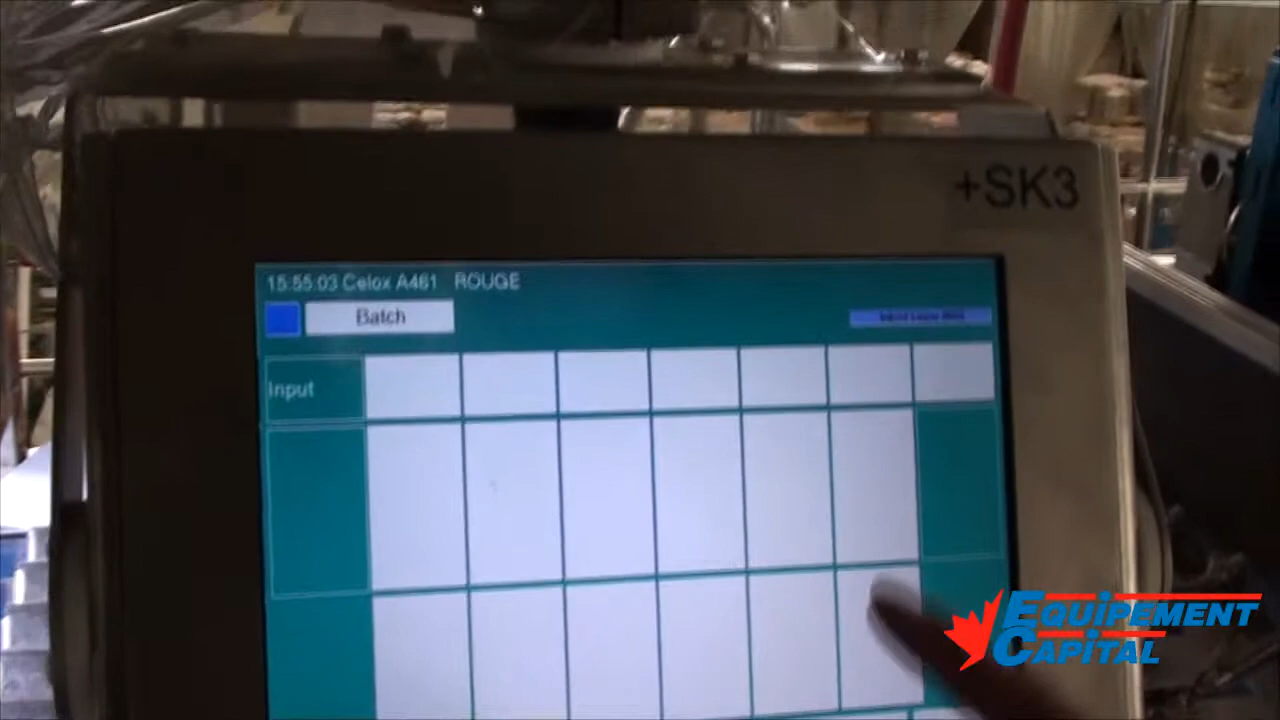 +SK3
15:55:03 Celox A461 ROUGE
Batch
Input
EQUIPEMENT
CAPITAL